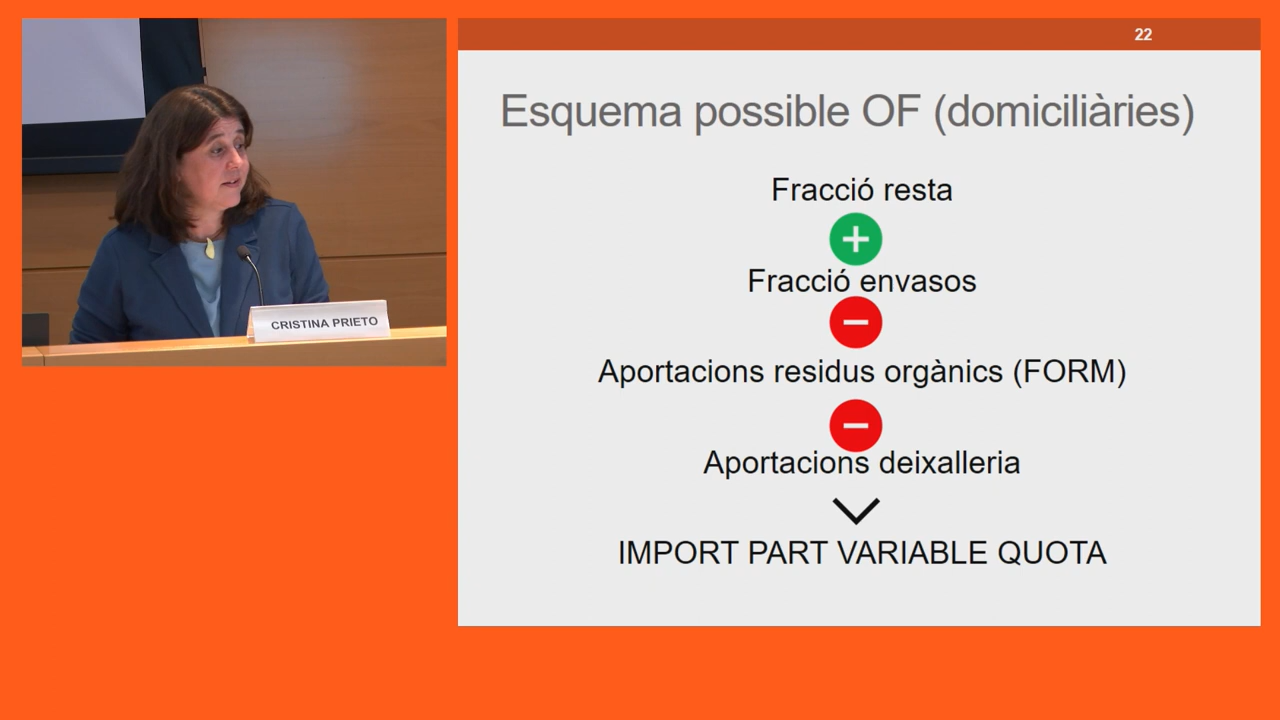 CRISTINA PRIETO
22
Esquema possible OF (domiciliàries)
Fracció resta
Fracció envasos
Aportacions residus orgànics (FORM)
Aportacions deixalleria
IMPORT PART VARIABLE QUOTA